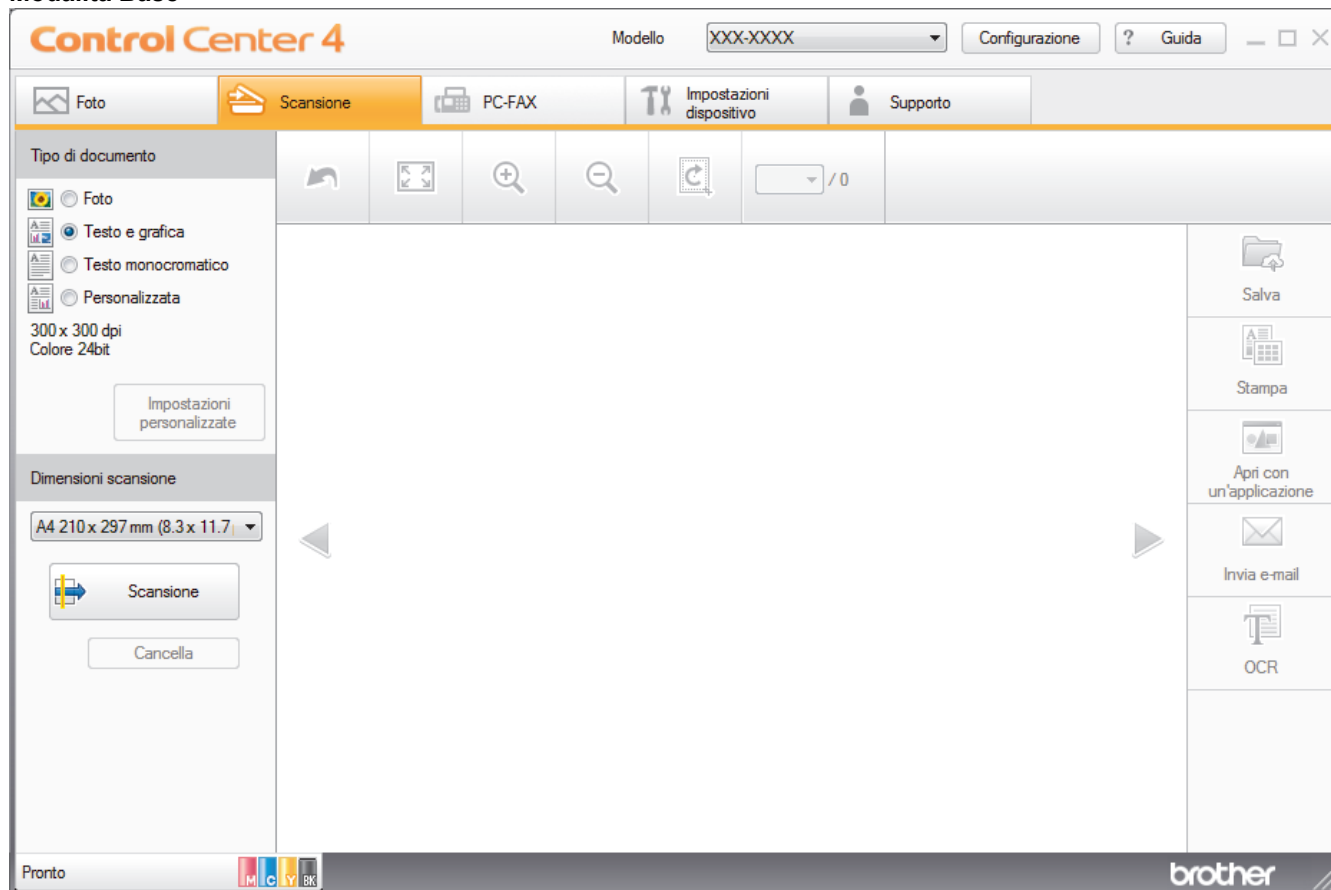 Modalità Base
Control Center 4
Modello
XXX-XXXX
Configurazione
? Guida
Foto
Scansione
PC-FAX
Impostazioni
dispositivo
Supporto
Tipo di documento
/ 0
Foto
Testo e grafica
Testo monocromatico
Personalizzata
300 x 300 dpi
Colore 24bit
Impostazioni
personalizzate
Dimensioni scansione
A4 210 x 297 mm (8.3 x 11.7
Scansione
Cancella
Salva
Stampa
Apri con
un'applicazione
Invia e-mail
OCR
Pronto
M C Y BK
brother